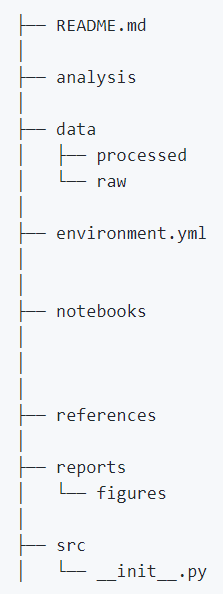 ├── README.md
│
├── analysis
│
├── data
│   ├── processed
│   └── raw
│
├── environment.yml
│
│
├── notebooks
│
│
│
├── references
│
├── reports
│   └── figures
│
├── src
│   └── __init__.py